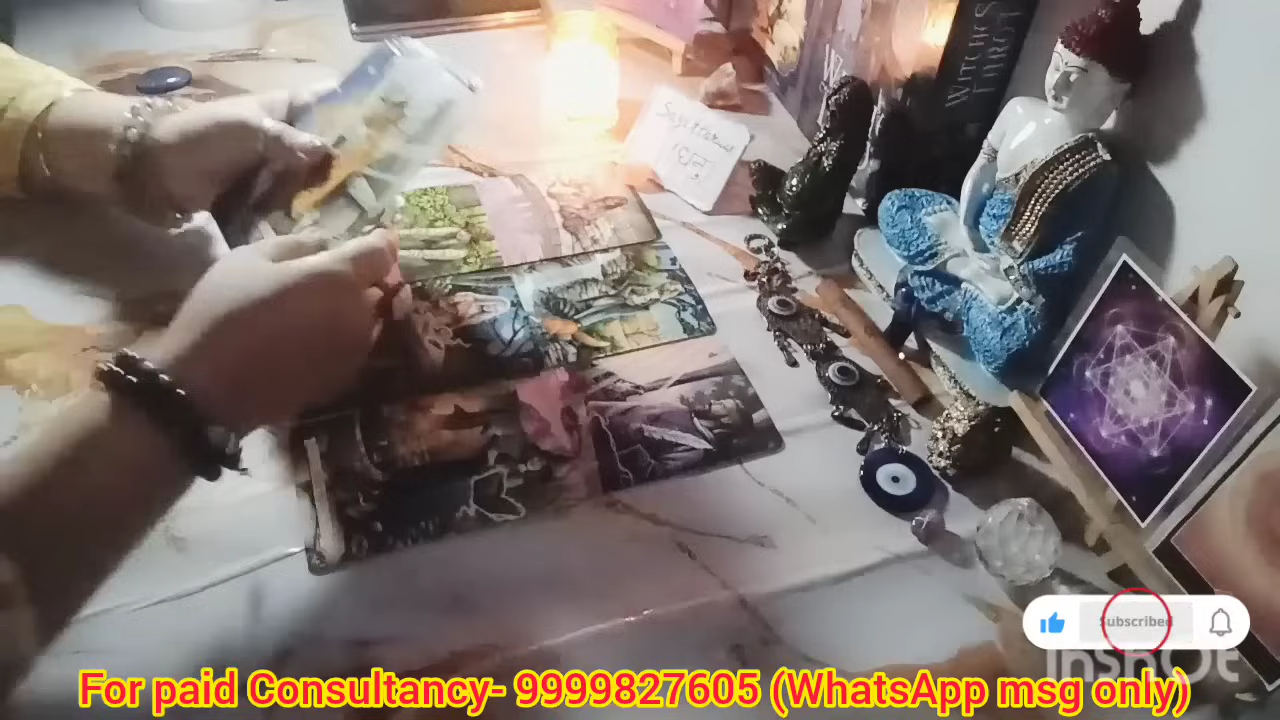 WITCHES
TAROT
Sagittarius
धनु
Subscribed
INSHOT
For paid Consultancy- 9999827605 (WhatsApp msg only)